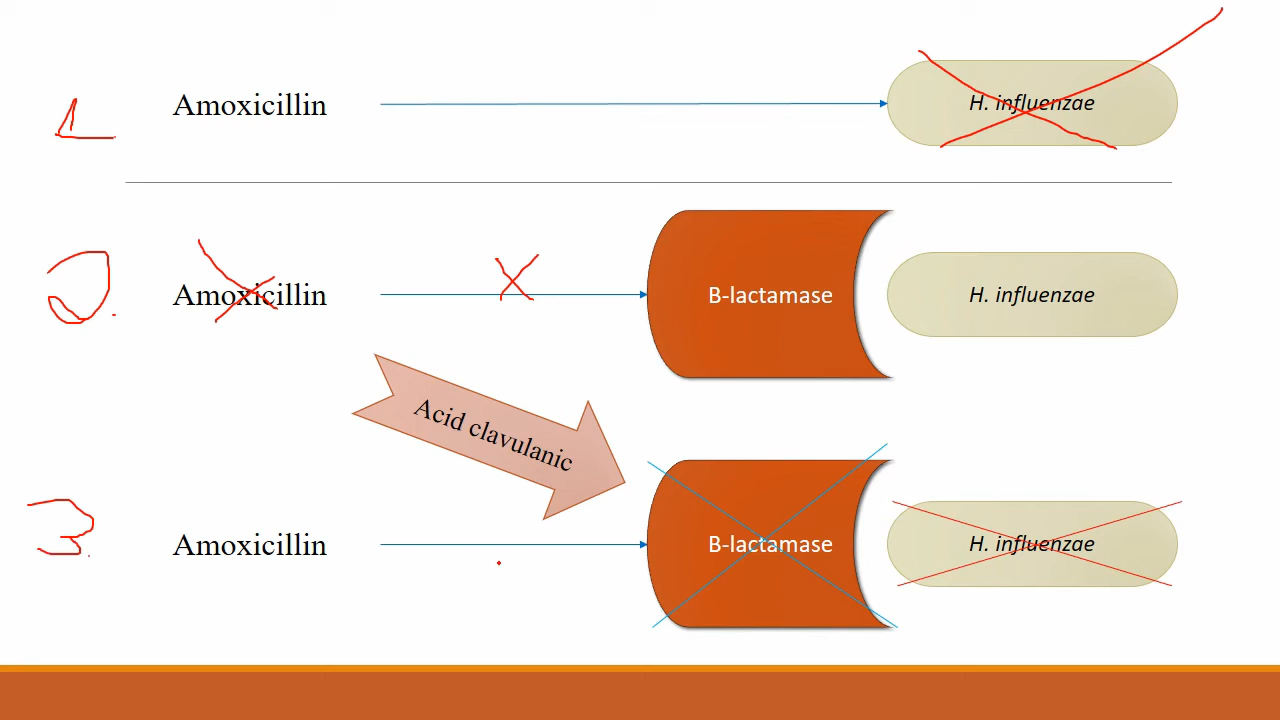 1 Amoxicillin H. influenzae
2. Amoxicillin B-lactamase H. influenzae
Acid clavulanic
3. Amoxicillin B-lactamase H. influenzae